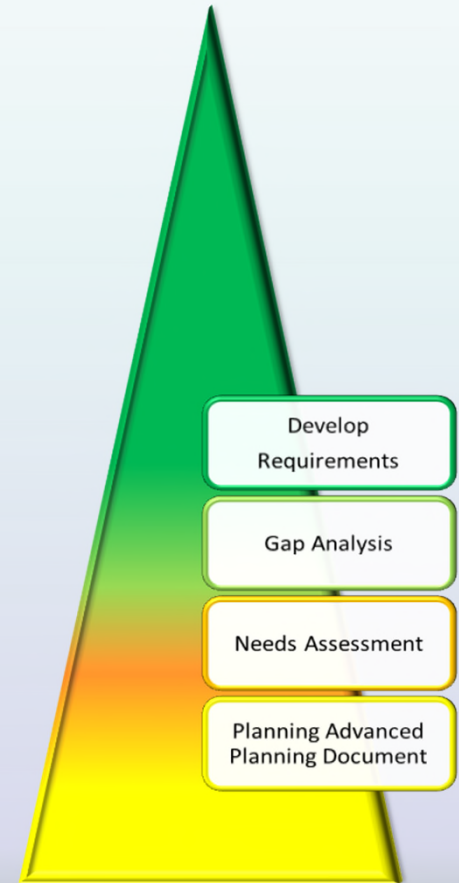 Develop
Requirements
Gap Analysis
Needs Assessment
Planning Advanced
Planning Document